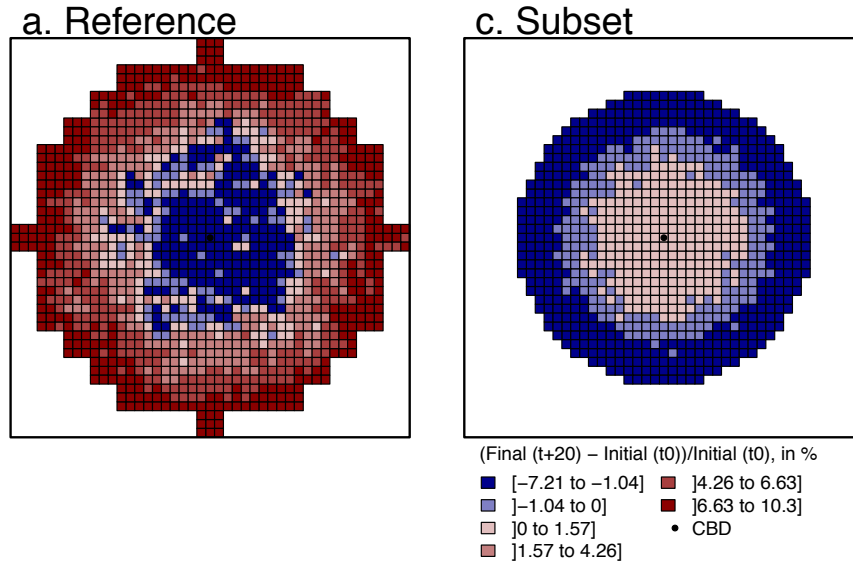 a. Reference
c. Subset
(Final (t+20) − Initial (t0))/Initial (t0), in %
[−7.21 to −1.04]
]−1.04 to 0]
]0 to 1.57]
]1.57 to 4.26]
]4.26 to 6.63]
]6.63 to 10.3]
CBD